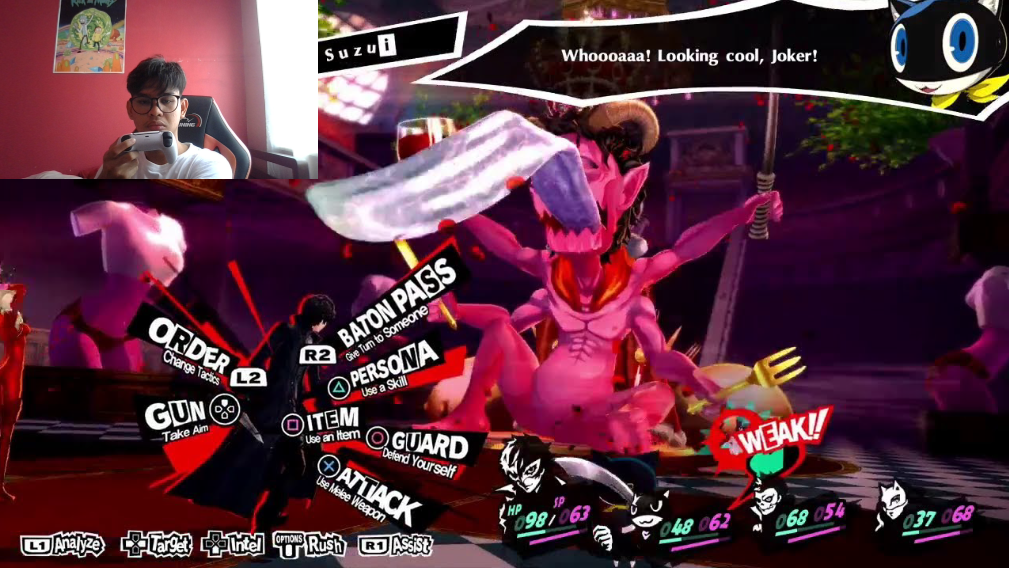 Suzui
Whoooaaa! Looking cool, Joker!
BATON PASS
Give Turn to Someone
R2
ORDER
Change Tactics
L2
PERSONA
Use a Skill
GUN
Take Aim
ITEM
Use an Item
GUARD
Defend Yourself
ATTACK
Use Melee Weapon
WEAK!!
HP 098 / SP 063
048 062
068 054
037 068
L1 Analyze
Target
Intel
OPTIONS Rush
R1 Assist